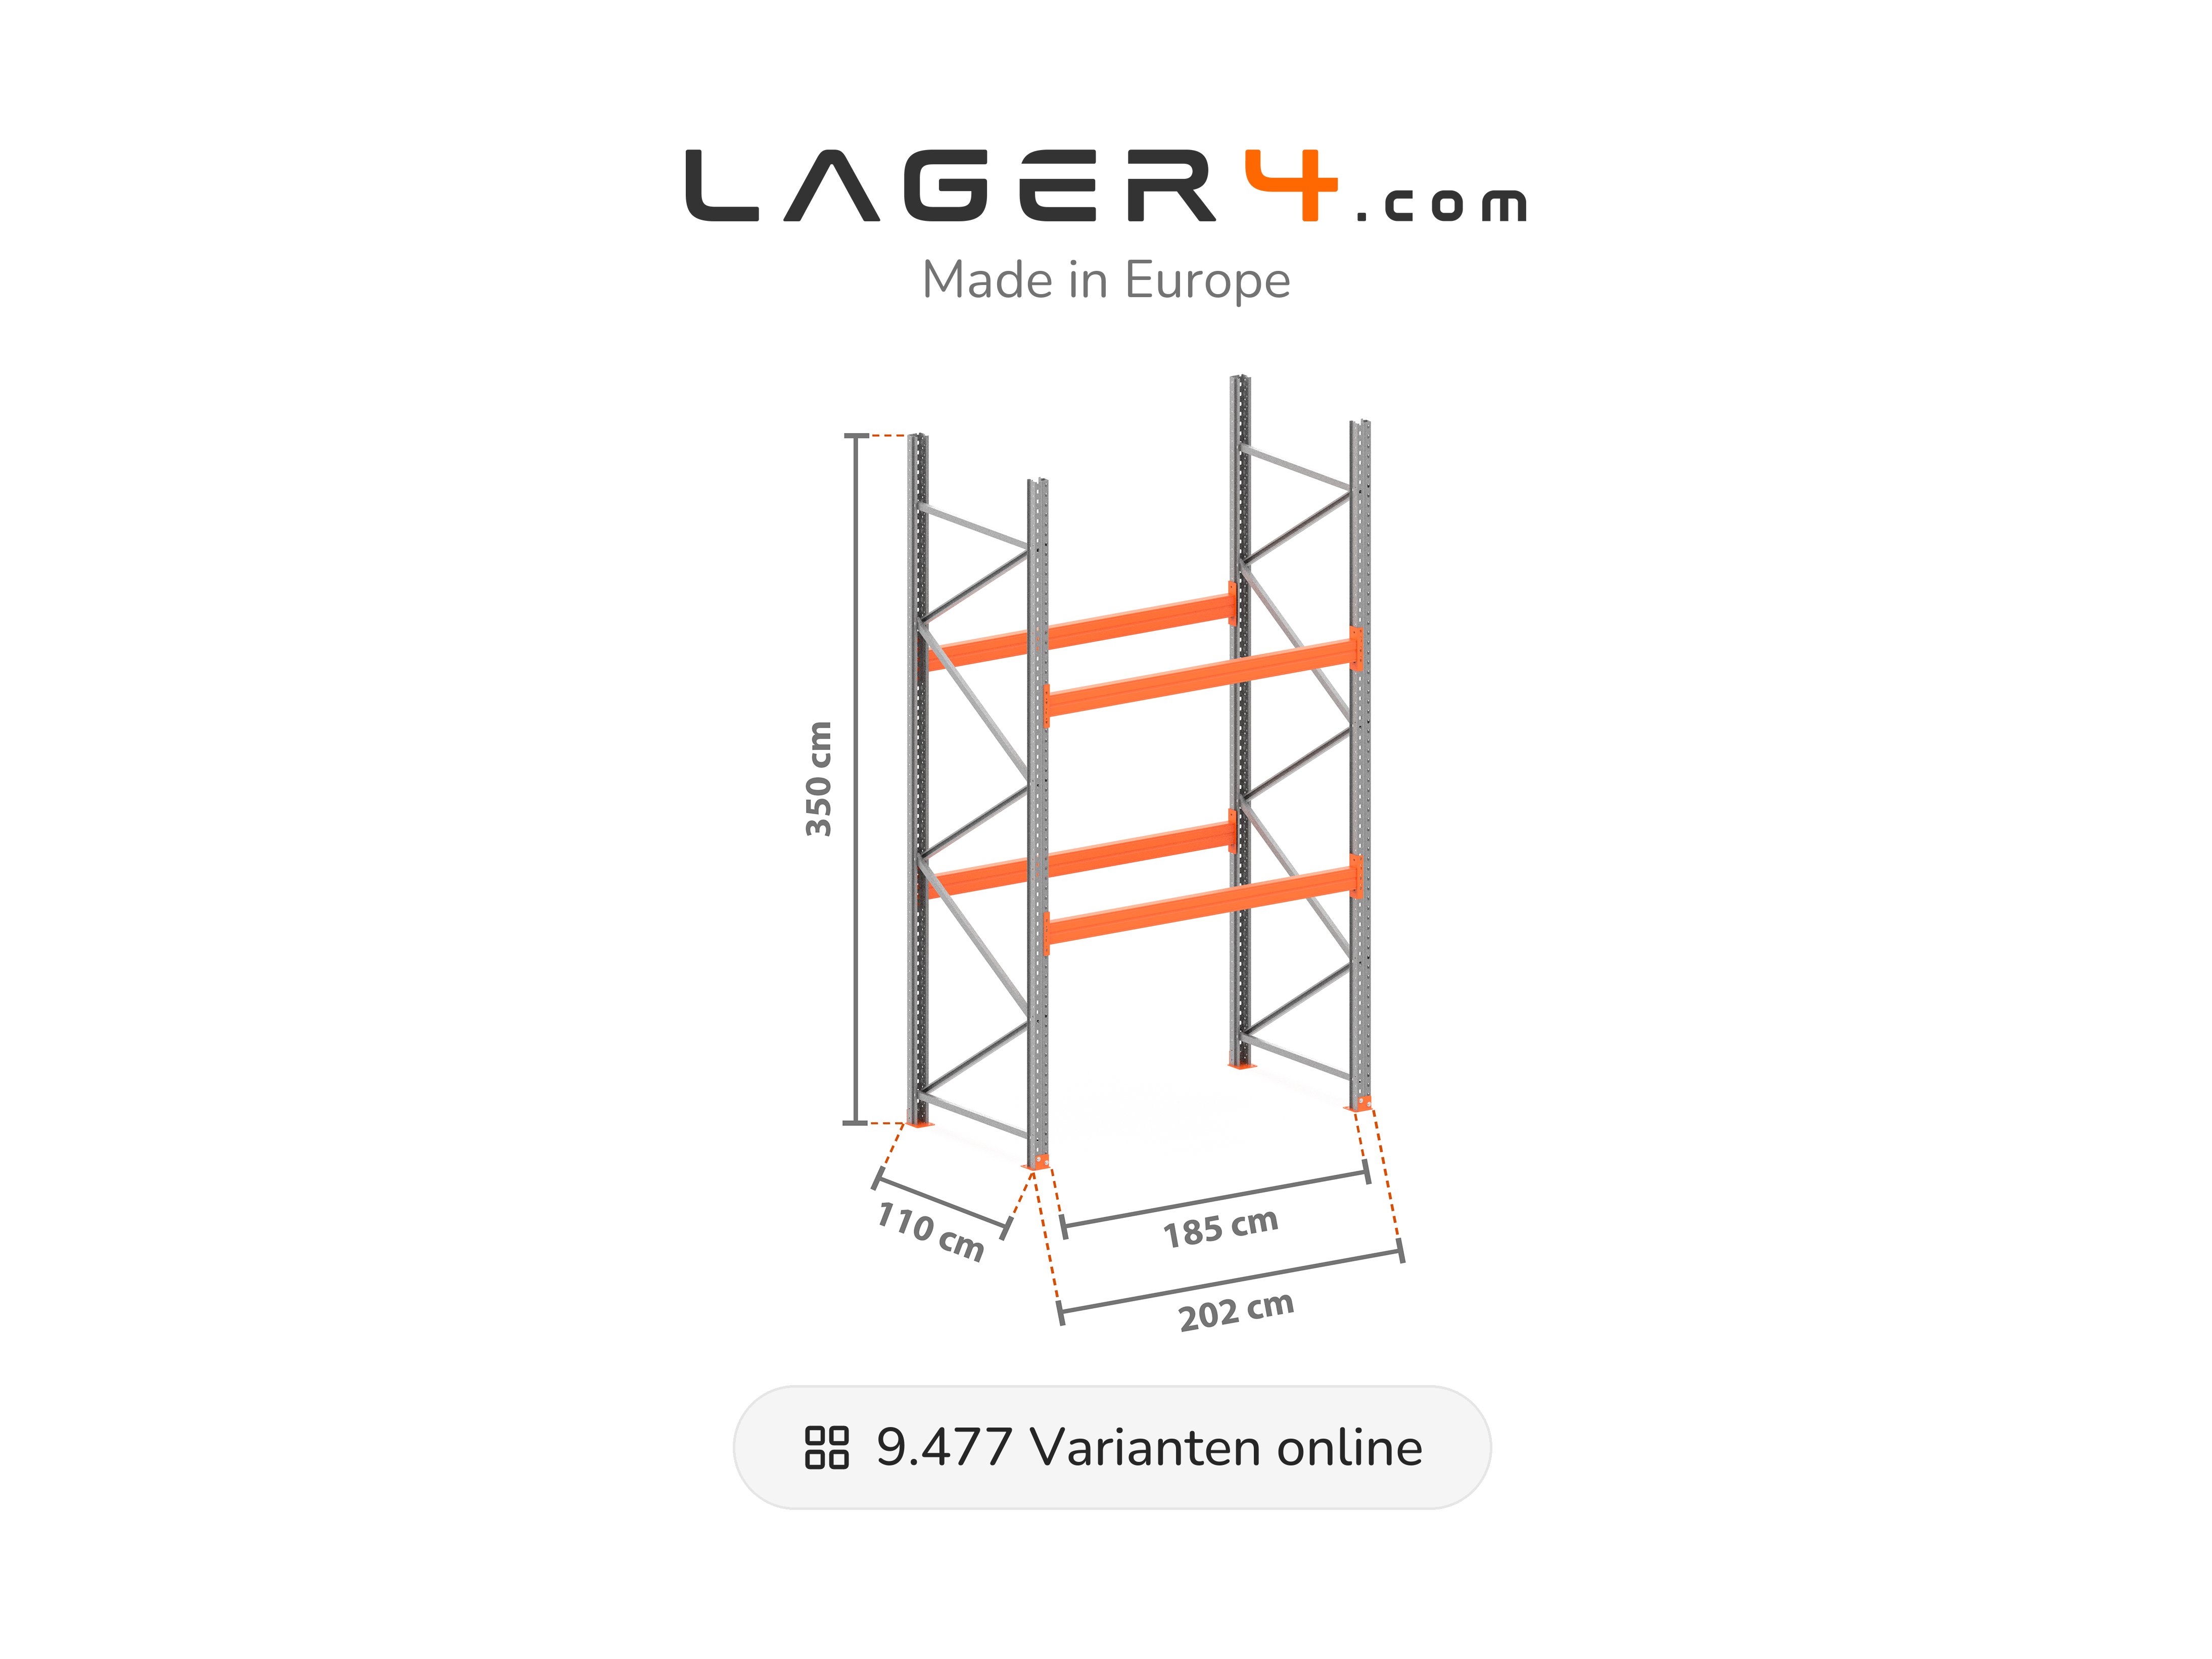 LAGER4.com
Made in Europe
350 cm
110 cm
185 cm
202 cm
9.477 Varianten online